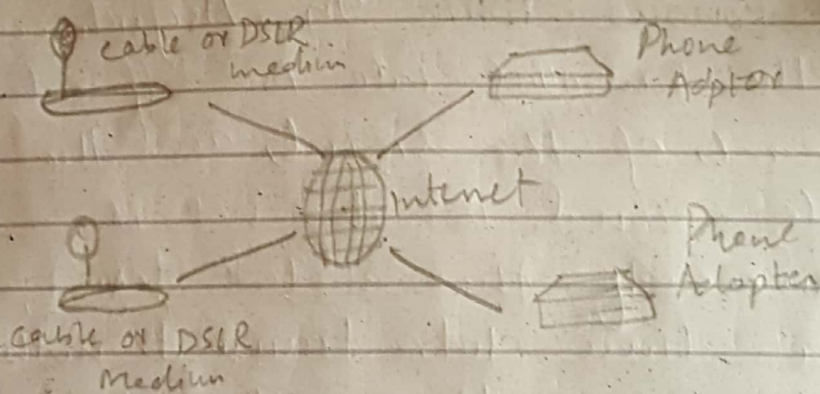 cable or DSLR
medium
Phone
Adptor
Internet
Phone
Adapter
cable or DSLR
Medium